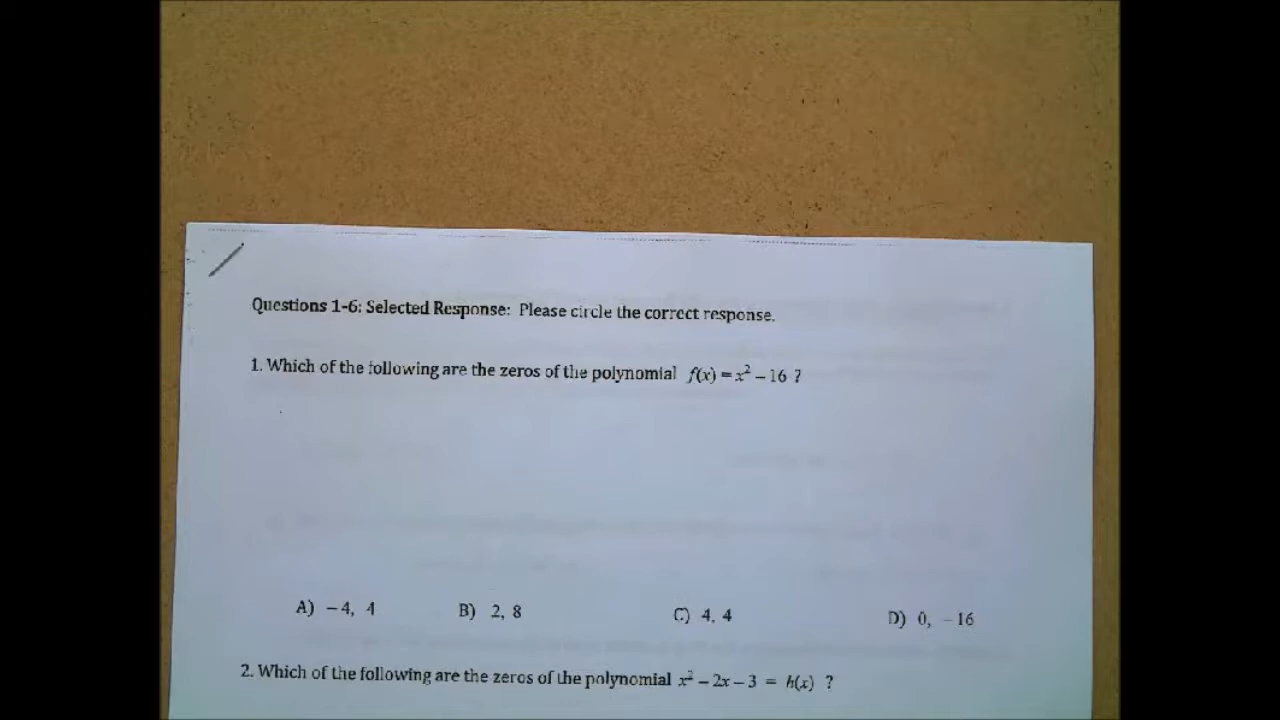 Questions 1-6: Selected Response: Please circle the correct response.
1. Which of the following are the zeros of the polynomial f(x) = x² – 16 ?
A) – 4, 4 B) 2, 8 C) 4, 4 D) 0, – 16
2. Which of the following are the zeros of the polynomial x² – 2x – 3 = h(x) ?